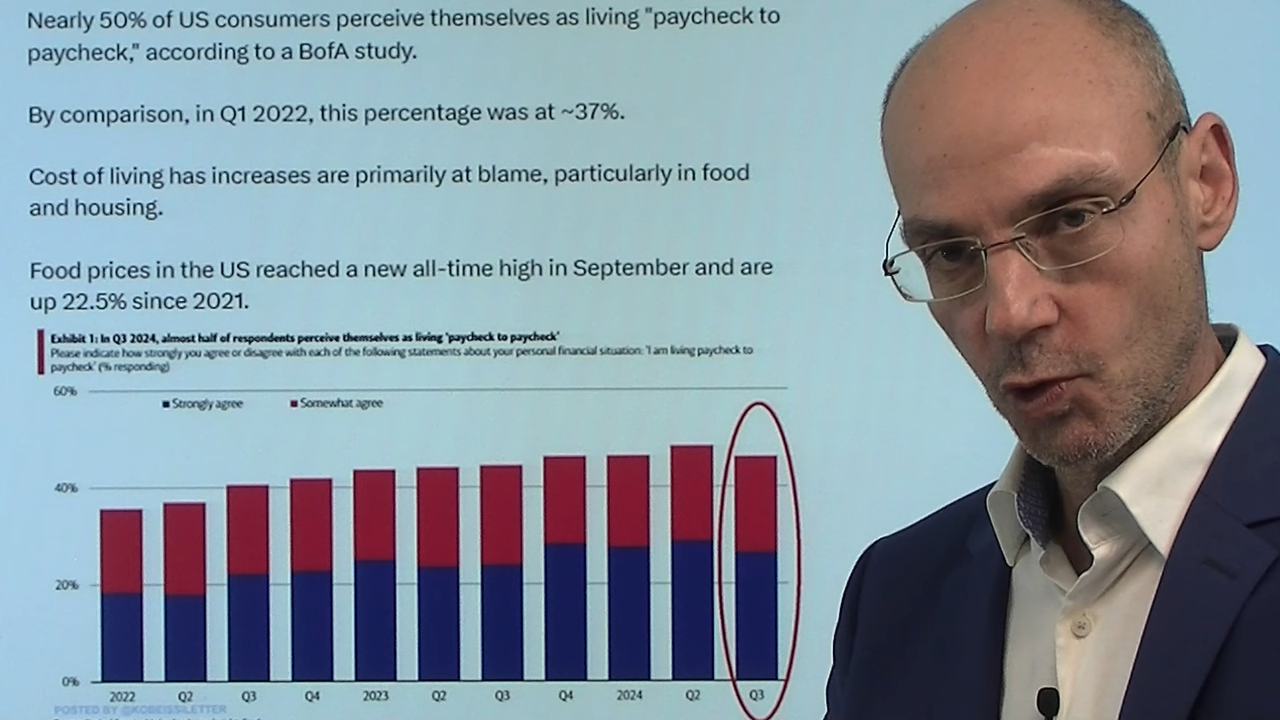 Nearly 50% of US consumers perceive themselves as living "paycheck to
paycheck," according to a BofA study.
By comparison, in Q1 2022, this percentage was at ~37%.
Cost of living has increases are primarily at blame, particularly in food
and housing.
Food prices in the US reached a new all-time high in September and are
up 22.5% since 2021.
Exhibit 1: In Q3 2024, almost half of respondents perceive themselves as living 'paycheck to paycheck'
Please indicate how strongly you agree or disagree with each of the following statements about your personal financial situation: 'I am living paycheck to
paycheck' (% responding)
60%
Strongly agree Somewhat agree
40%
20%
0%
2022 Q2 Q3 Q4 2023 Q2 Q3 Q4 2024 Q2 Q3
POSTED BY @KOBEISSILETTER